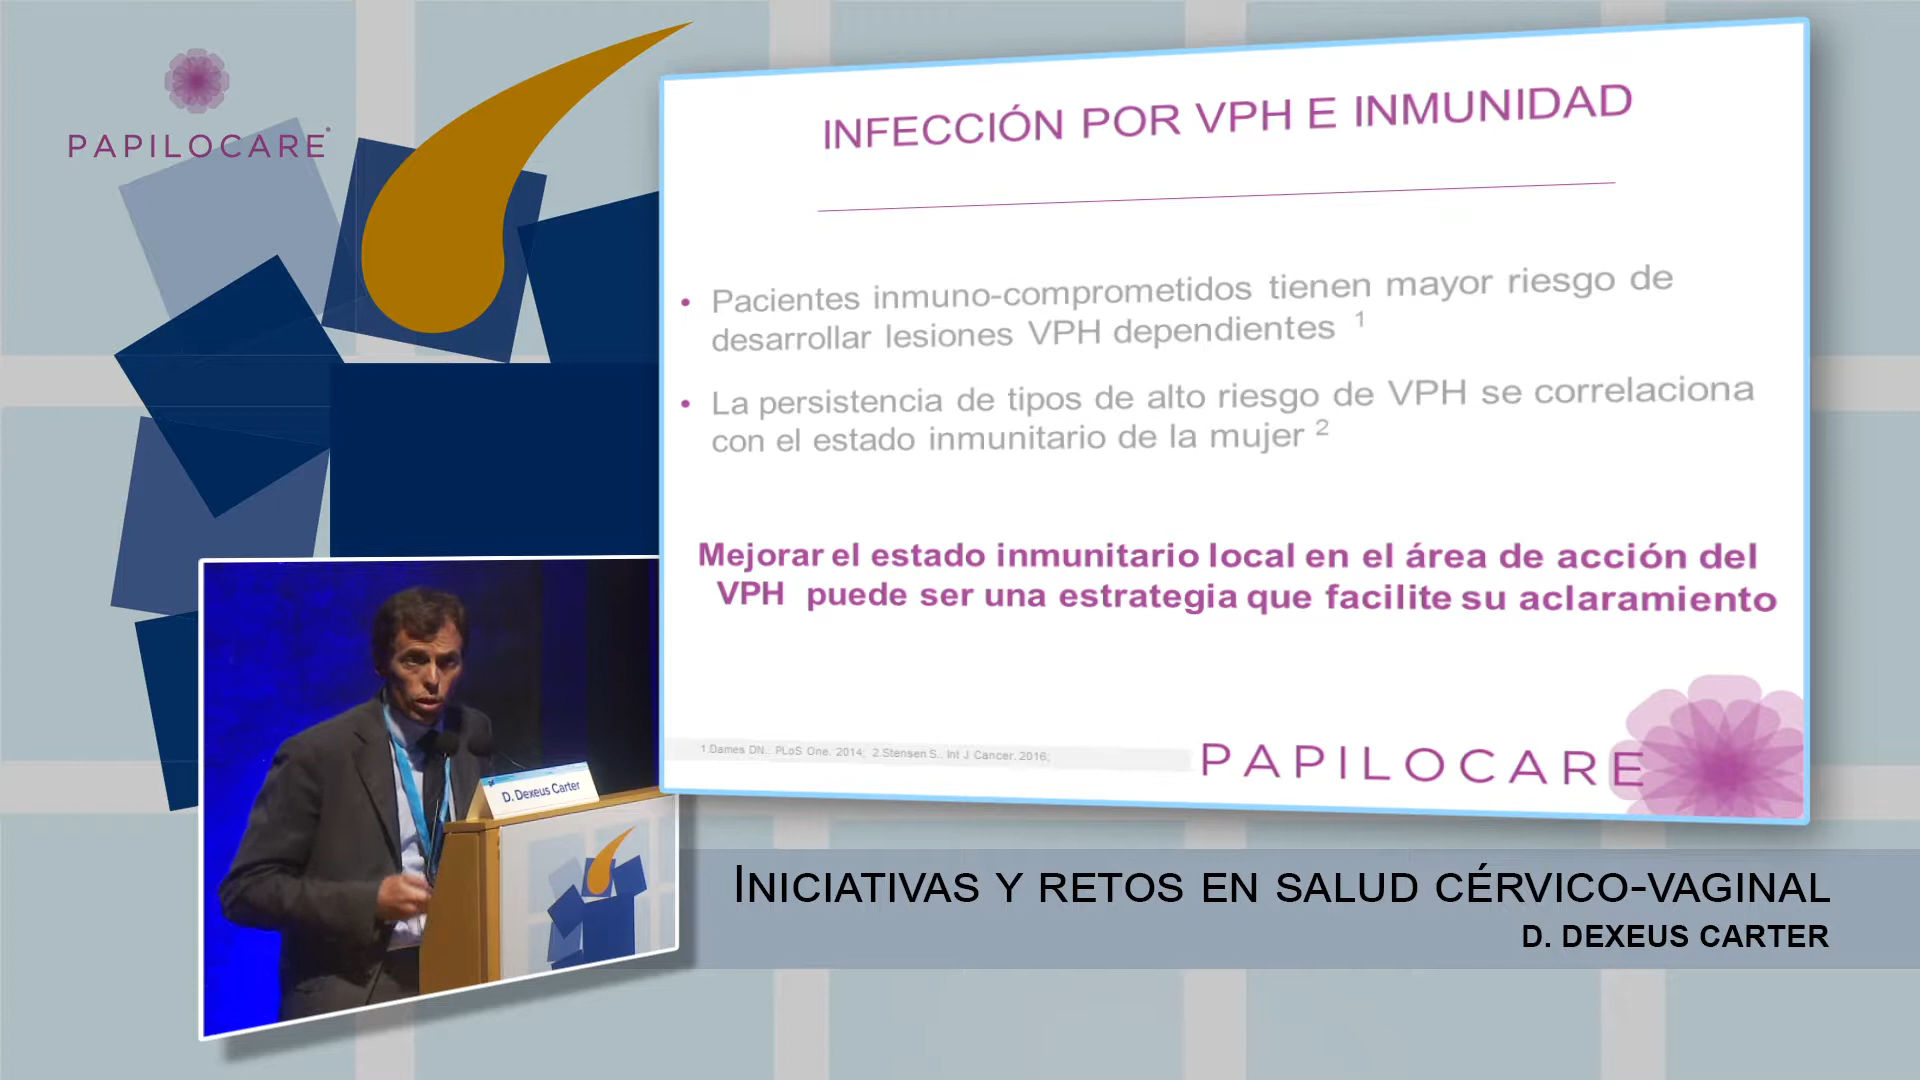 PAPILOCARE
INFECCIÓN POR VPH E INMUNIDAD
• Pacientes inmuno-comprometidos tienen mayor riesgo de
desarrollar lesiones VPH dependientes 1
• La persistencia de tipos de alto riesgo de VPH se correlaciona
con el estado inmunitario de la mujer 2
Mejorar el estado inmunitario local en el área de acción del
VPH puede ser una estrategia que facilite su aclaramiento
1.Dames DN.. PLoS One. 2014; 2.Stensen S.. Int J Cancer. 2016;
PAPILOCARE
D. Dexeus Carter
INICIATIVAS Y RETOS EN SALUD CÉRVICO-VAGINAL
D. DEXEUS CARTER